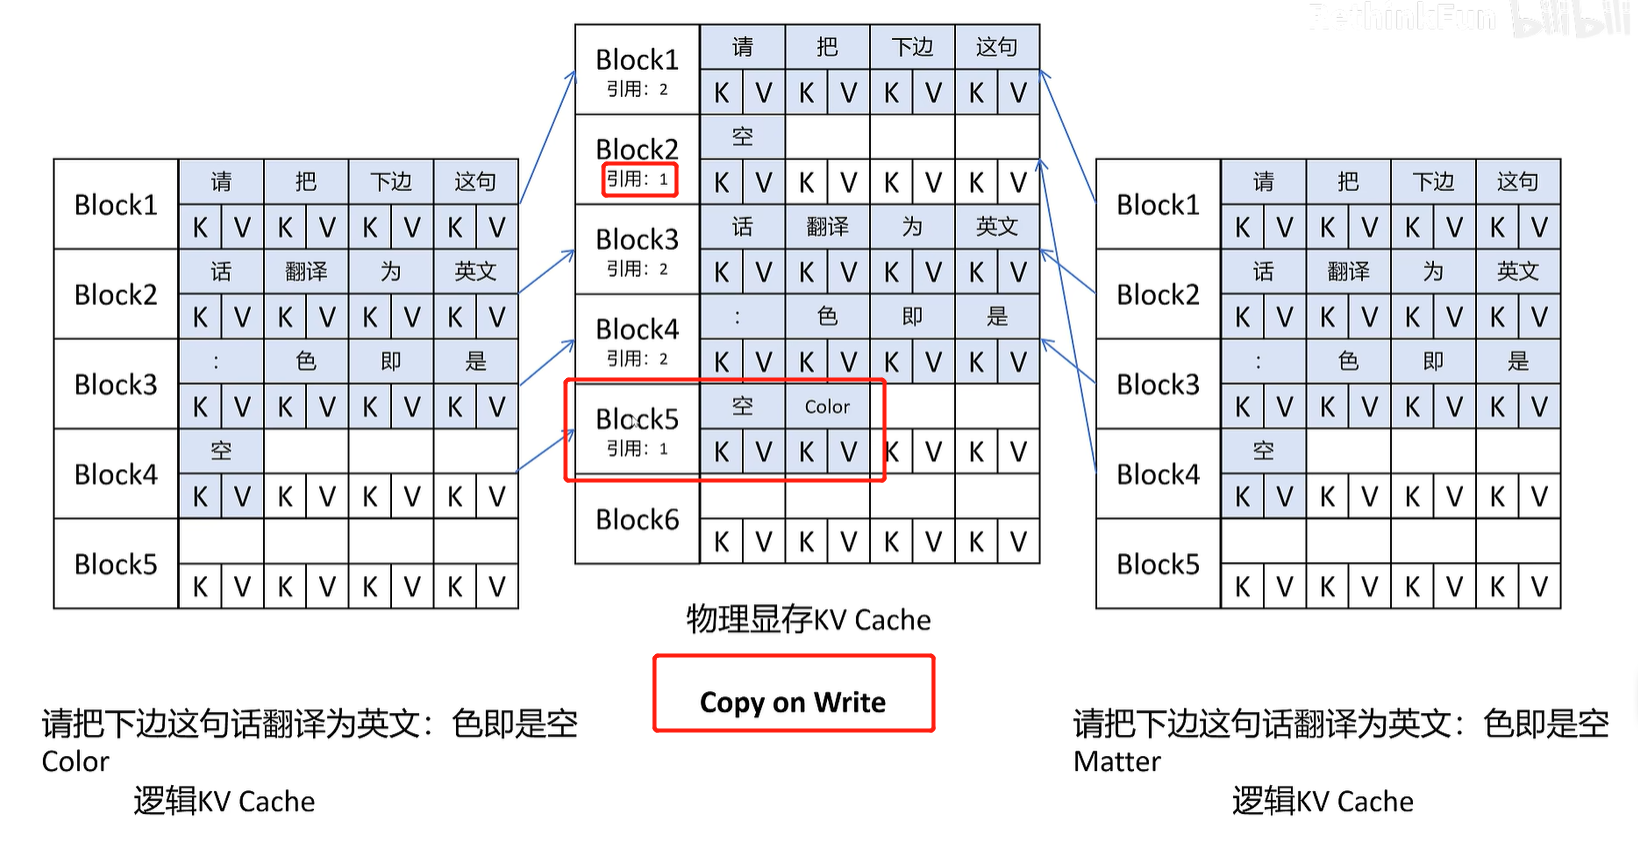 RethinkFun bilibili
Block1 请 把 下边 这句
K V K V K V K V
Block2 话 翻译 为 英文
K V K V K V K V
Block3 : 色 即 是
K V K V K V K V
Block4 空
K V K V K V K V
Block5
K V K V K V K V
请把下边这句话翻译为英文：色即是空
Color
逻辑KV Cache
Block1 请 把 下边 这句
引用：2 K V K V K V K V
Block2 空
引用：1 K V K V K V K V
Block3 话 翻译 为 英文
引用：2 K V K V K V K V
Block4 : 色 即 是
引用：2 K V K V K V K V
Block5 空 Color
引用：1 K V K V K V K V
Block6
K V K V K V K V
物理显存KV Cache
Copy on Write
Block1 请 把 下边 这句
K V K V K V K V
Block2 话 翻译 为 英文
K V K V K V K V
Block3 : 色 即 是
K V K V K V K V
Block4 空
K V K V K V K V
Block5
K V K V K V K V
请把下边这句话翻译为英文：色即是空
Matter
逻辑KV Cache